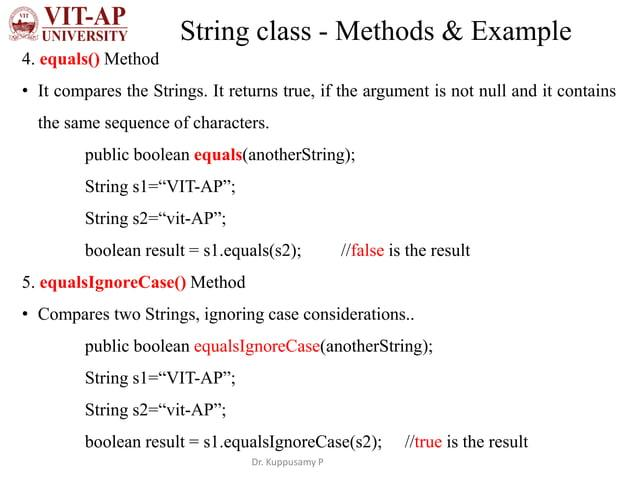 VIT-AP
UNIVERSITY
String class - Methods & Example
4. equals() Method
• It compares the Strings. It returns true, if the argument is not null and it contains
the same sequence of characters.
public boolean equals(anotherString);
String s1=“VIT-AP”;
String s2=“vit-AP”;
boolean result = s1.equals(s2); //false is the result
5. equalsIgnoreCase() Method
• Compares two Strings, ignoring case considerations..
public boolean equalsIgnoreCase(anotherString);
String s1=“VIT-AP”;
String s2=“vit-AP”;
boolean result = s1.equalsIgnoreCase(s2); //true is the result
Dr. Kuppusamy P